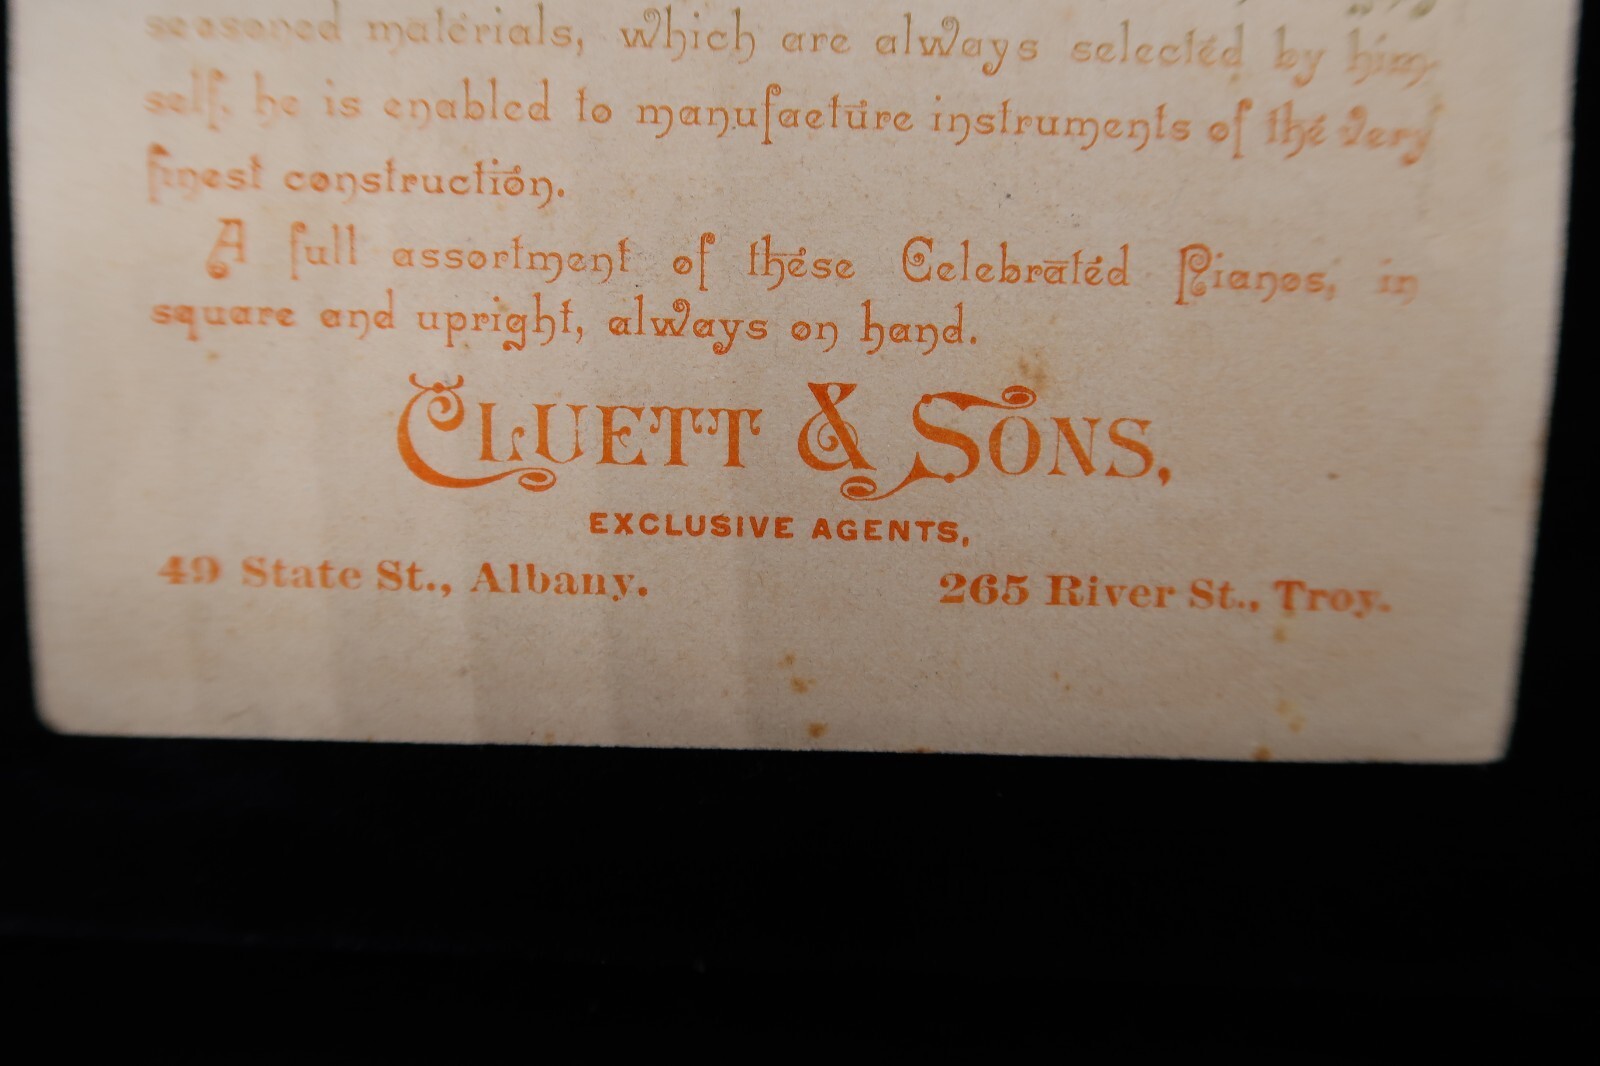 seasoned materials, which are always selected by him-
self, he is enabled to manufacture instruments of the very
finest construction.
A full assortment of these Celebrated Pianos, in
square and upright, always on hand.
CLUETT & SONS,
EXCLUSIVE AGENTS,
49 State St., Albany. 265 River St., Troy.